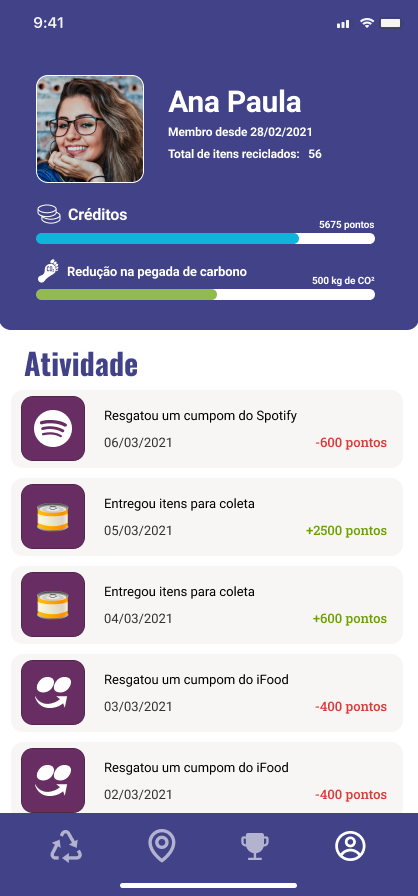 9:41
Ana Paula
Membro desde 28/02/2021
Total de itens reciclados: 56
Créditos
5675 pontos
CO₂
Redução na pegada de carbono
500 kg de CO²
Atividade
Resgatou um cumpom do Spotify
06/03/2021 -600 pontos
Entregou itens para coleta
05/03/2021 +2500 pontos
Entregou itens para coleta
04/03/2021 +600 pontos
Resgatou um cumpom do iFood
03/03/2021 -400 pontos
Resgatou um cumpom do iFood
02/03/2021 -400 pontos